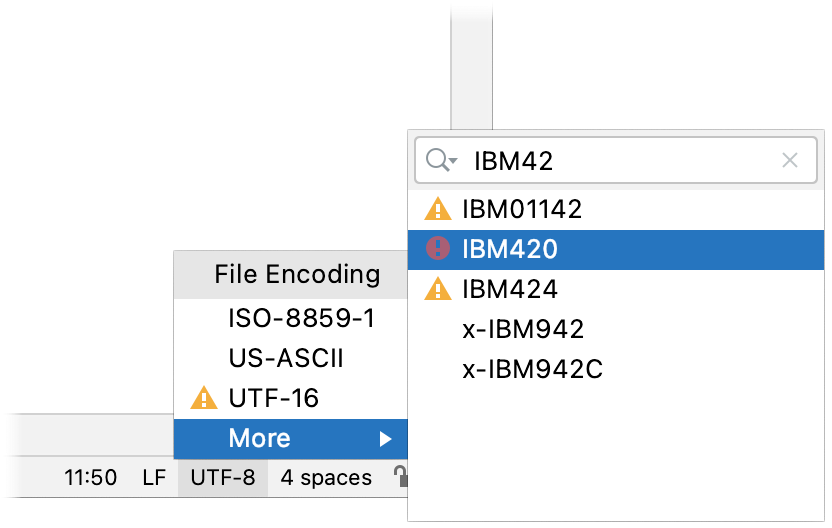 IBM42
IBM01142
IBM420
IBM424
x-IBM942
x-IBM942C
File Encoding
ISO-8859-1
US-ASCII
UTF-16
More
11:50 LF UTF-8 4 spaces